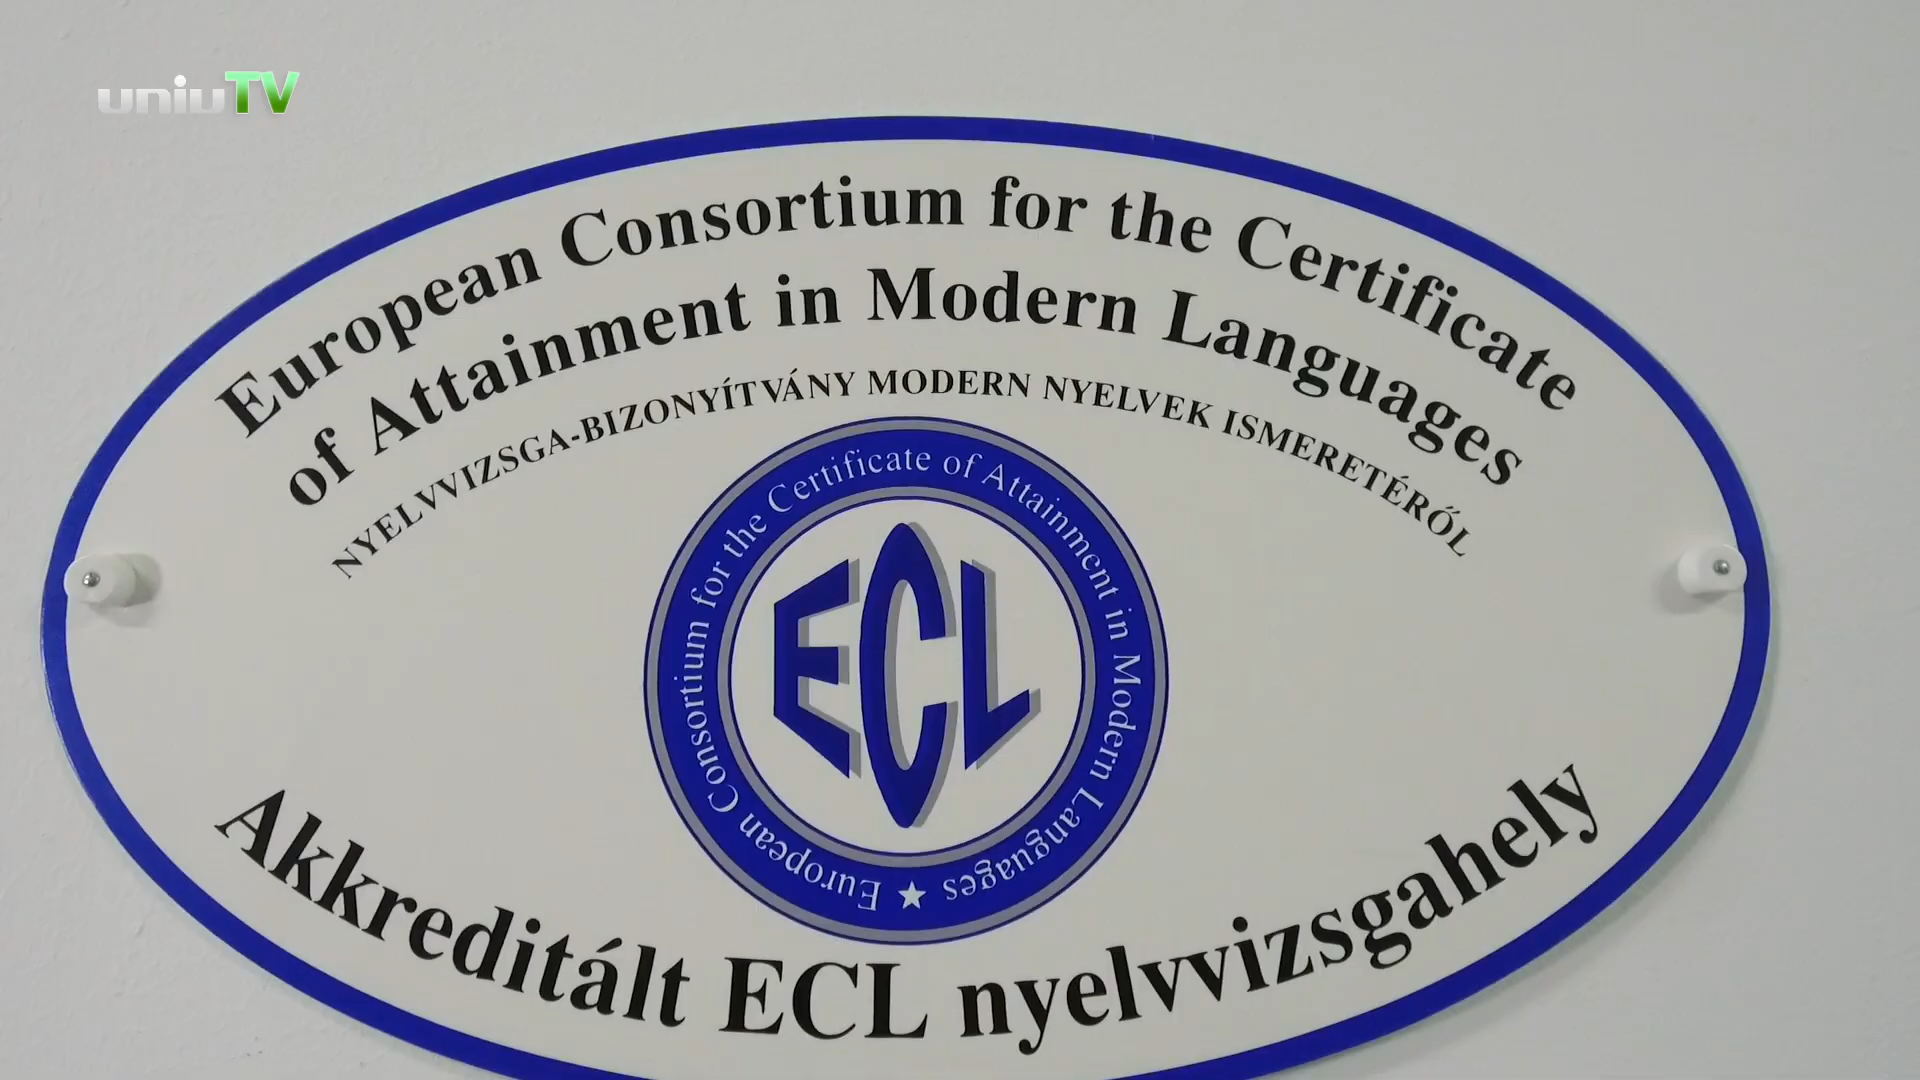 uniuTV
European Consortium for the Certificate
of Attainment in Modern Languages
NYELVVIZSGA-BIZONYÍTVÁNY MODERN NYELVEK ISMERETÉRŐL
European Consortium for the Certificate of Attainment in Modern Languages
ECL
Akkreditált ECL nyelvvizsgahely